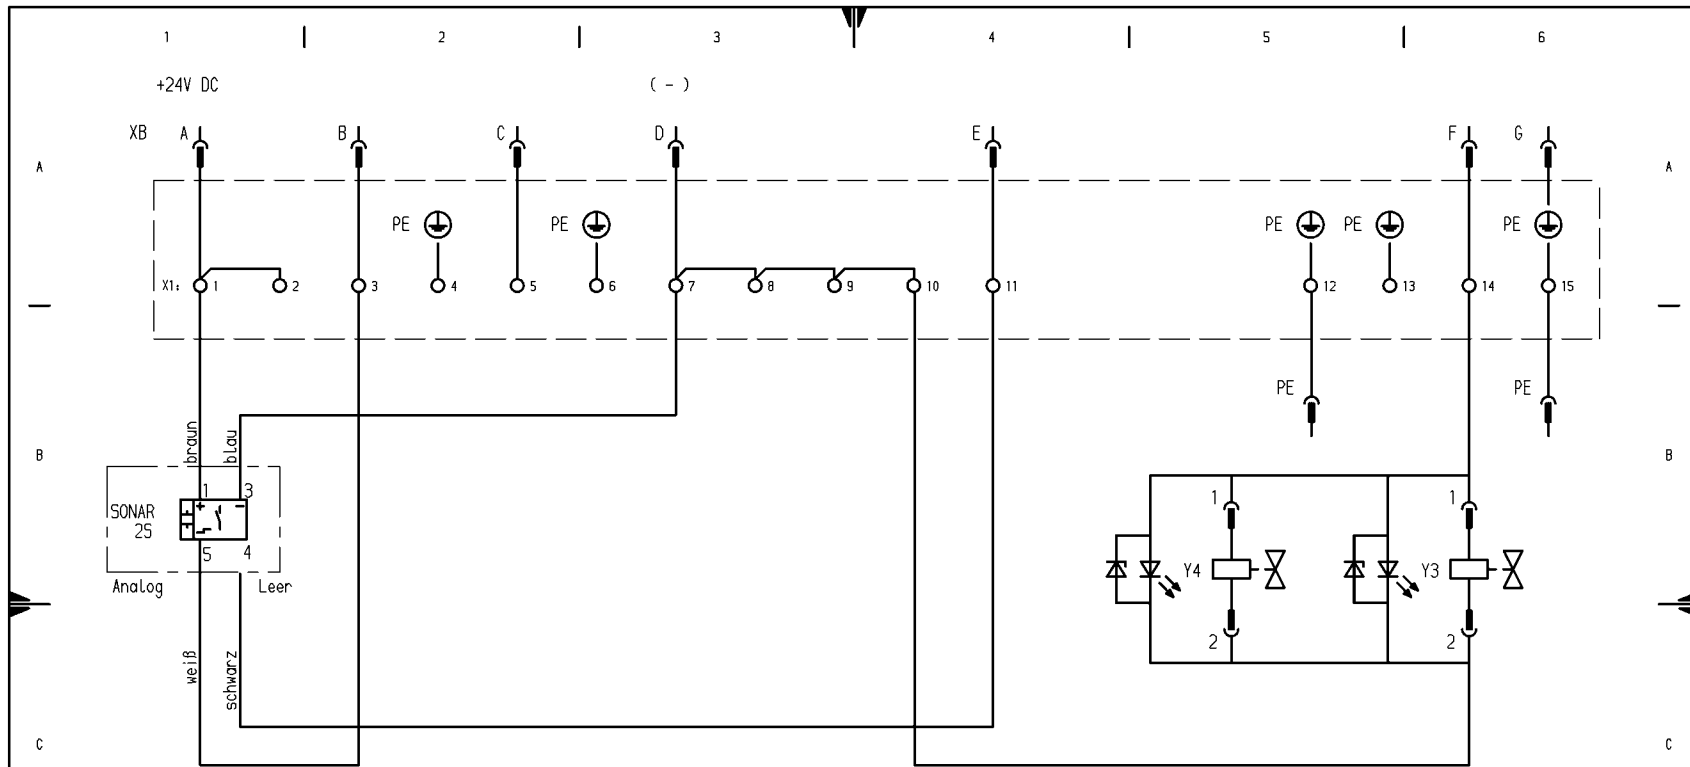 1 2 3 4 5 6
+24V DC ( - )
XB A B C D E F G
A A
PE PE PE PE PE
X1: 1 2 3 4 5 6 7 8 9 10 11 12 13 14 15
PE PE
braun blau
B B
1 3
+ -
SONAR
2S
5 4
Analog Leer
1 1
Y4 Y3
2 2
weiß schwarz
C C